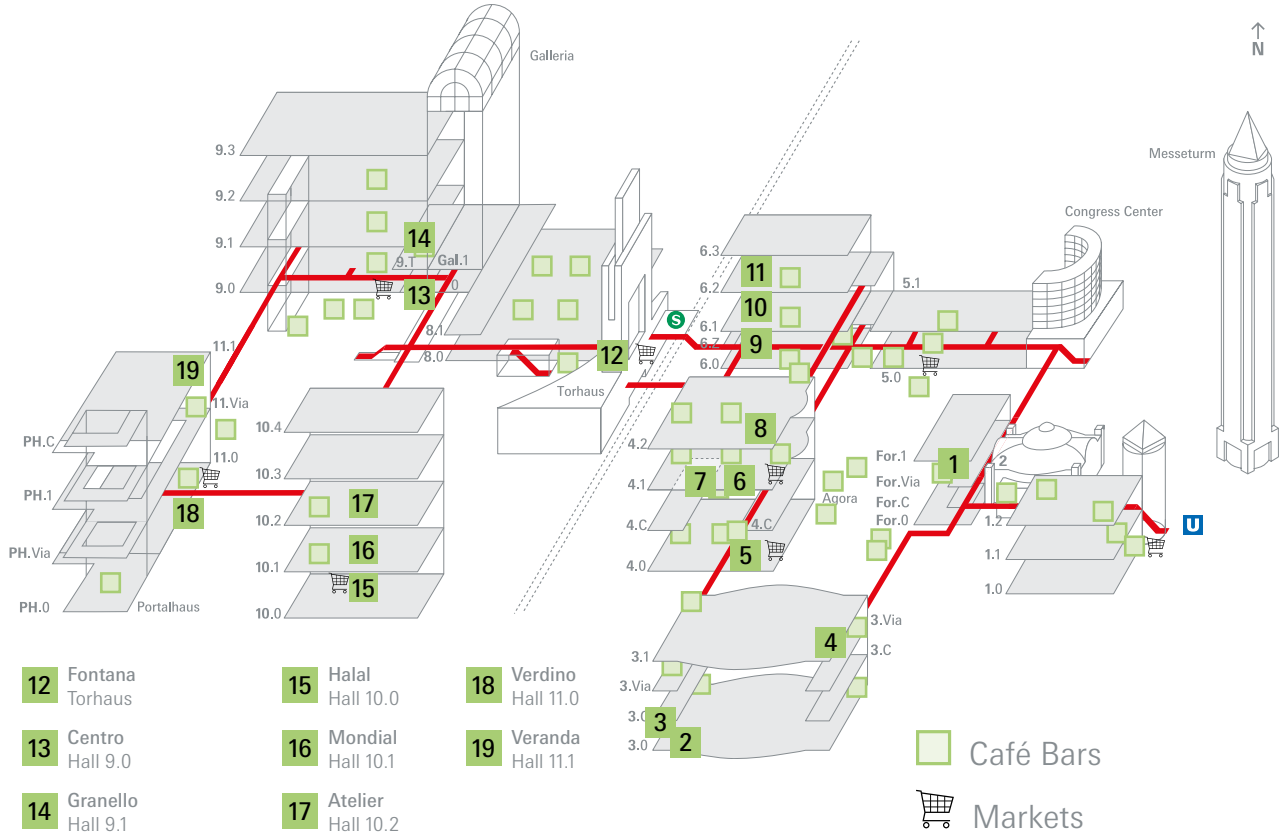 Galleria
N
Messeturm
Congress Center
9.3
9.2
9.1
9.0
14
9.T
Gal.1
0
13
8.1
8.0
S
12
4
Torhaus
6.3
11
6.2
10
6.1
6.Z
9
6.0
5.1
5.0
11.1
19
11.Via
11.0
18
PH.C
PH.1
PH.Via
PH.0
Portalhaus
10.4
10.3
17
10.2
16
10.1
15
10.0
8
4.2
7
6
4.1
4.C
4.C
5
4.0
Agora
For.1
For.Via
For.C
For.0
1
2
1.2
1.1
1.0
U
4
3.Via
3.C
3.1
3.Via
3.0
3
3.0
2
12 Fontana
Torhaus
13 Centro
Hall 9.0
14 Granello
Hall 9.1
15 Halal
Hall 10.0
16 Mondial
Hall 10.1
17 Atelier
Hall 10.2
18 Verdino
Hall 11.0
19 Veranda
Hall 11.1
Café Bars
Markets